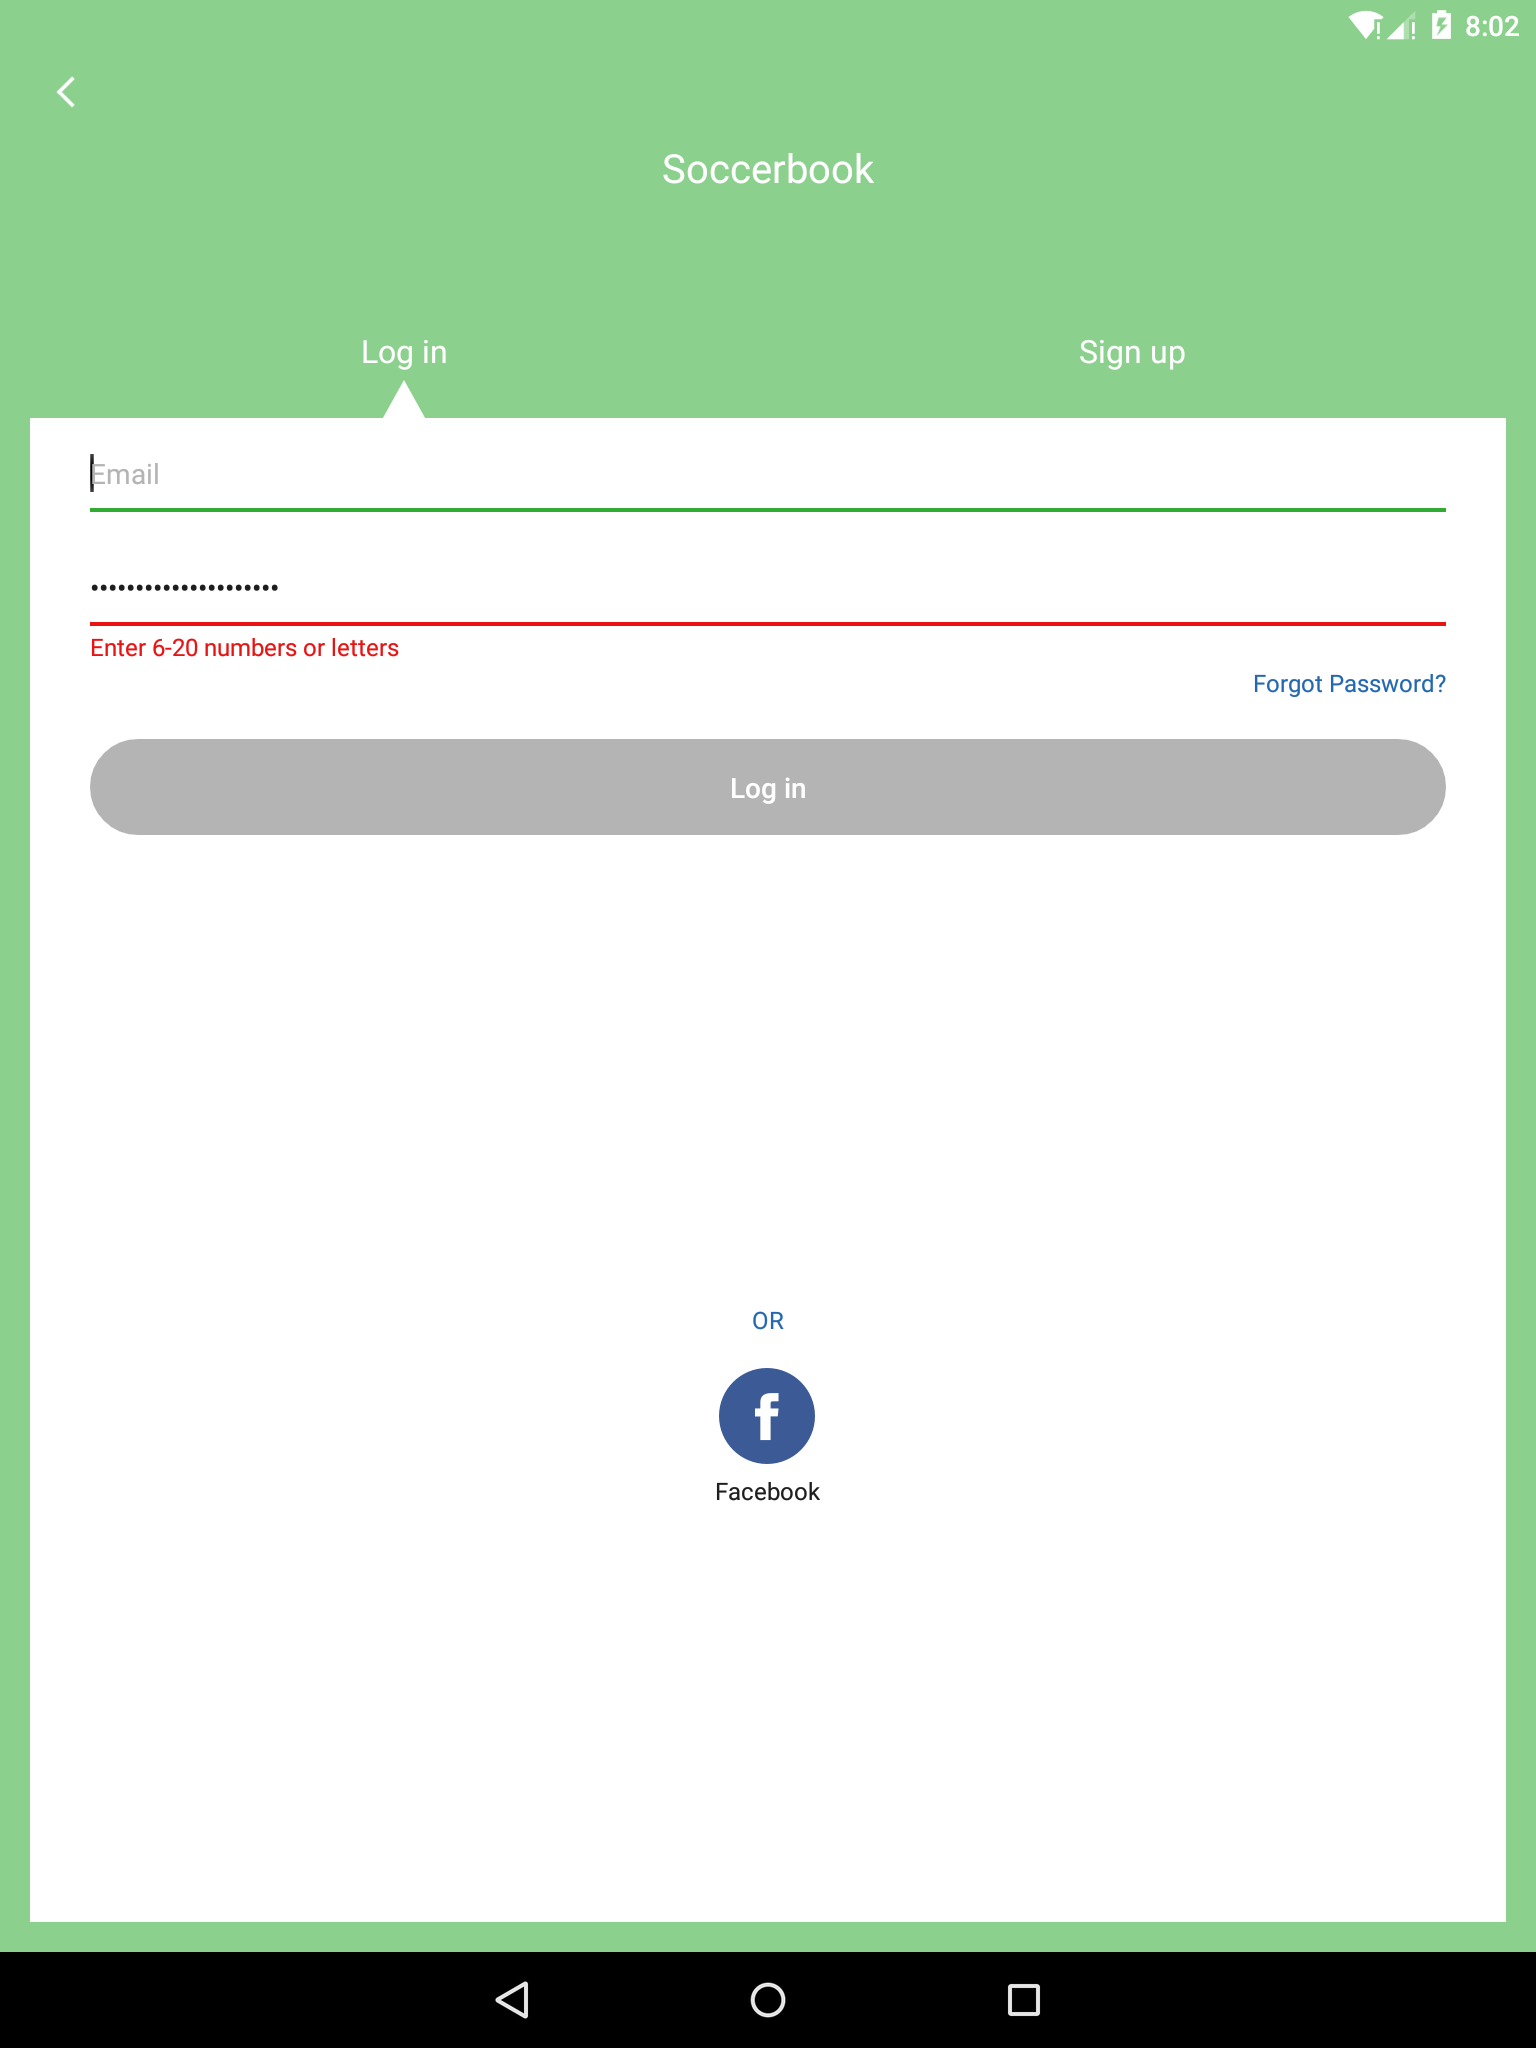 8:02
Soccerbook
Log in
Sign up
Email
•••••••••••••••••••••
Enter 6-20 numbers or letters
Forgot Password?
Log in
OR
f
Facebook